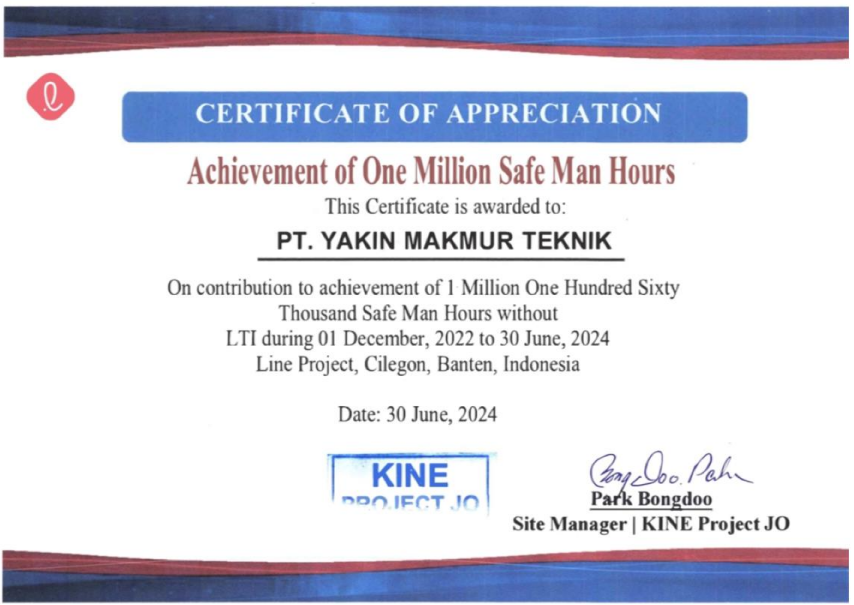 CERTIFICATE OF APPRECIATION
Achievement of One Million Safe Man Hours
This Certificate is awarded to:
PT. YAKIN MAKMUR TEKNIK
On contribution to achievement of 1 Million One Hundred Sixty
Thousand Safe Man Hours without
LTI during 01 December, 2022 to 30 June, 2024
Line Project, Cilegon, Banten, Indonesia
Date: 30 June, 2024
KINE
PROJECT JO
Bong Doo. Park
Park Bongdoo
Site Manager | KINE Project JO